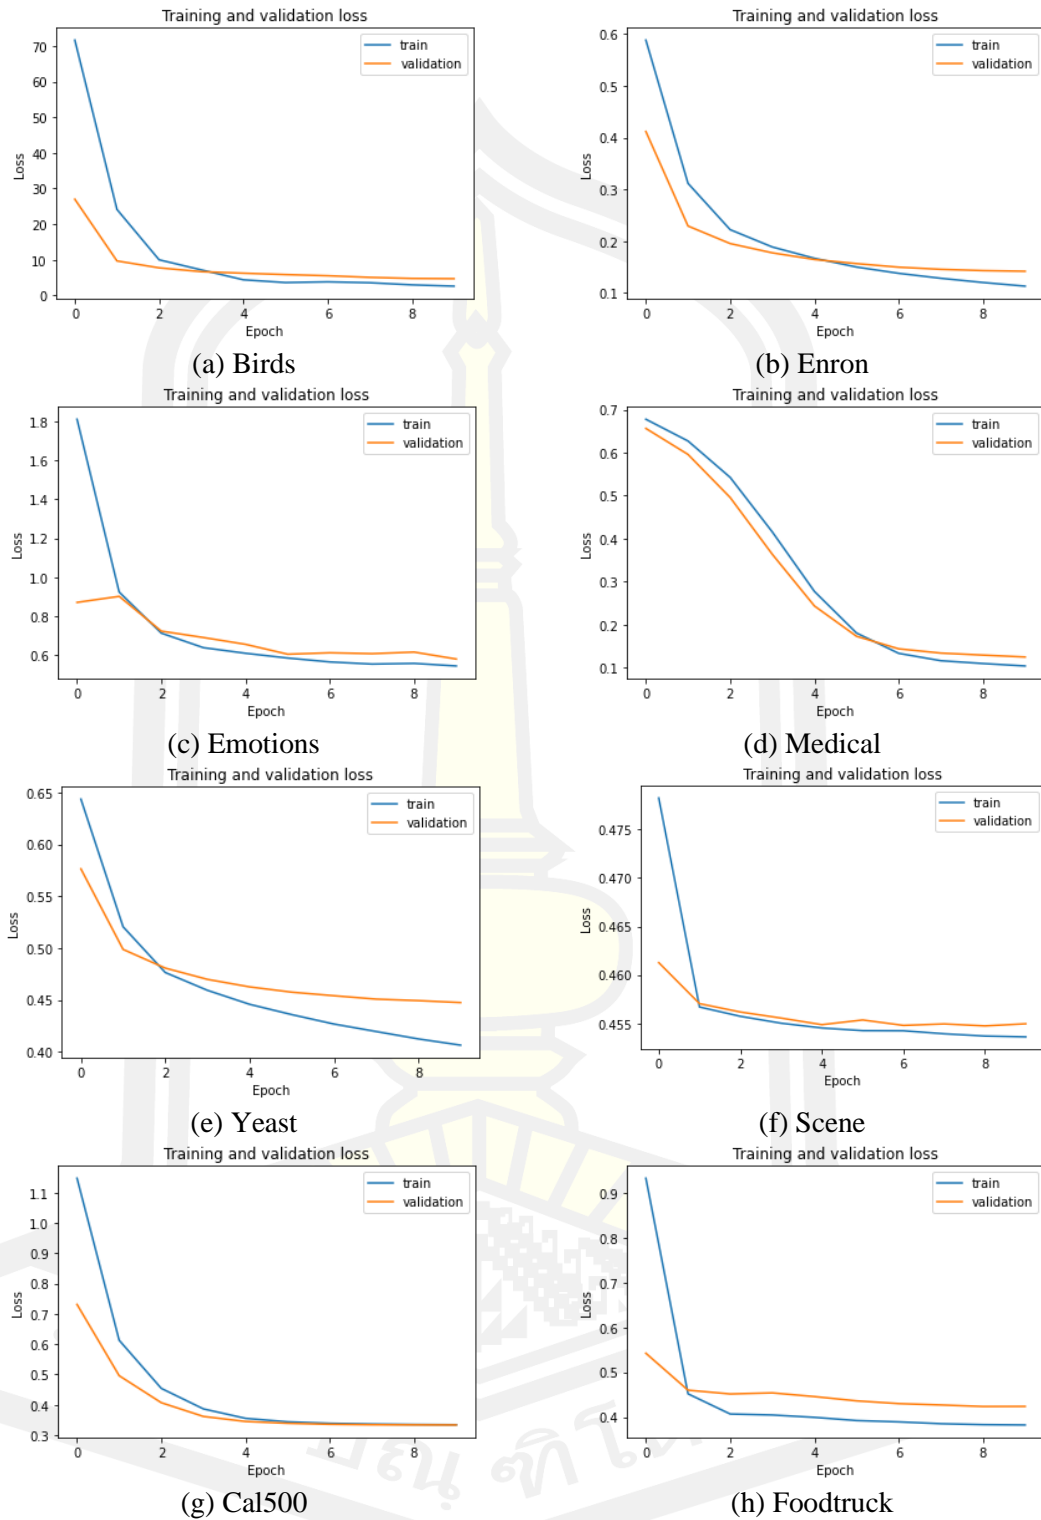 Training and validation loss
train
validation
70
60
50
40
30
20
10
0
Loss
0 2 4 6 8
Epoch
(a) Birds
Training and validation loss
train
validation
0.6
0.5
0.4
0.3
0.2
0.1
Loss
0 2 4 6 8
Epoch
(b) Enron
Training and validation loss
train
validation
1.8
1.6
1.4
1.2
1.0
0.8
0.6
Loss
0 2 4 6 8
Epoch
(c) Emotions
Training and validation loss
train
validation
0.7
0.6
0.5
0.4
0.3
0.2
0.1
Loss
0 2 4 6 8
Epoch
(d) Medical
Training and validation loss
train
validation
0.65
0.60
0.55
0.50
0.45
0.40
Loss
0 2 4 6 8
Epoch
(e) Yeast
Training and validation loss
train
validation
0.475
0.470
0.465
0.460
0.455
Loss
0 2 4 6 8
Epoch
(f) Scene
Training and validation loss
train
validation
1.1
1.0
0.9
0.8
0.7
0.6
0.5
0.4
0.3
Loss
0 2 4 6 8
Epoch
(g) Cal500
Training and validation loss
train
validation
0.9
0.8
0.7
0.6
0.5
0.4
Loss
0 2 4 6 8
Epoch
(h) Foodtruck